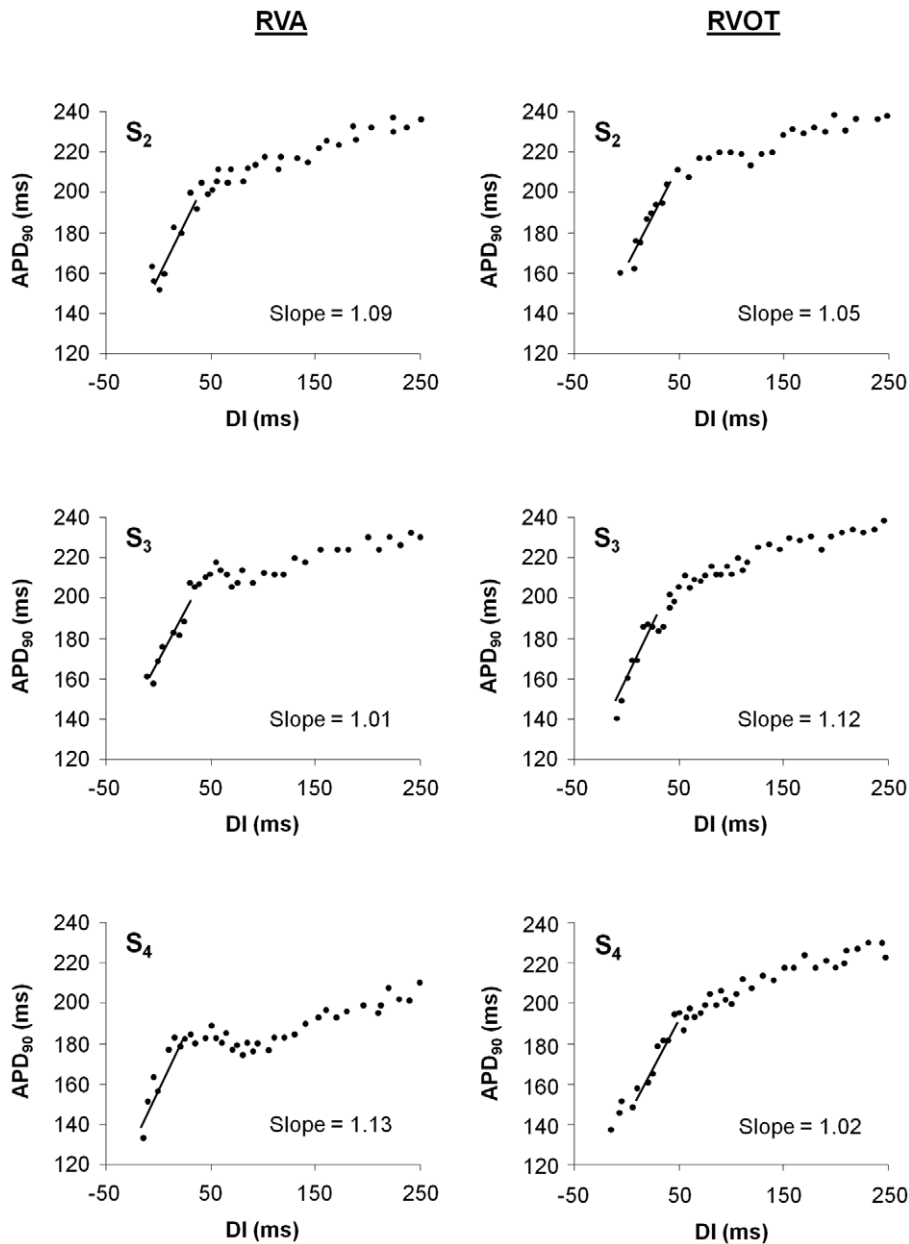 RVA
RVOT
S2
240
220
200
180
160
140
120
-50 50 150 250
APD90 (ms)
DI (ms)
Slope = 1.09
S2
240
220
200
180
160
140
120
-50 50 150 250
APD90 (ms)
DI (ms)
Slope = 1.05
S3
240
220
200
180
160
140
120
-50 50 150 250
APD90 (ms)
DI (ms)
Slope = 1.01
S3
240
220
200
180
160
140
120
-50 50 150 250
APD90 (ms)
DI (ms)
Slope = 1.12
S4
240
220
200
180
160
140
120
-50 50 150 250
APD90 (ms)
DI (ms)
Slope = 1.13
S4
240
220
200
180
160
140
120
-50 50 150 250
APD90 (ms)
DI (ms)
Slope = 1.02